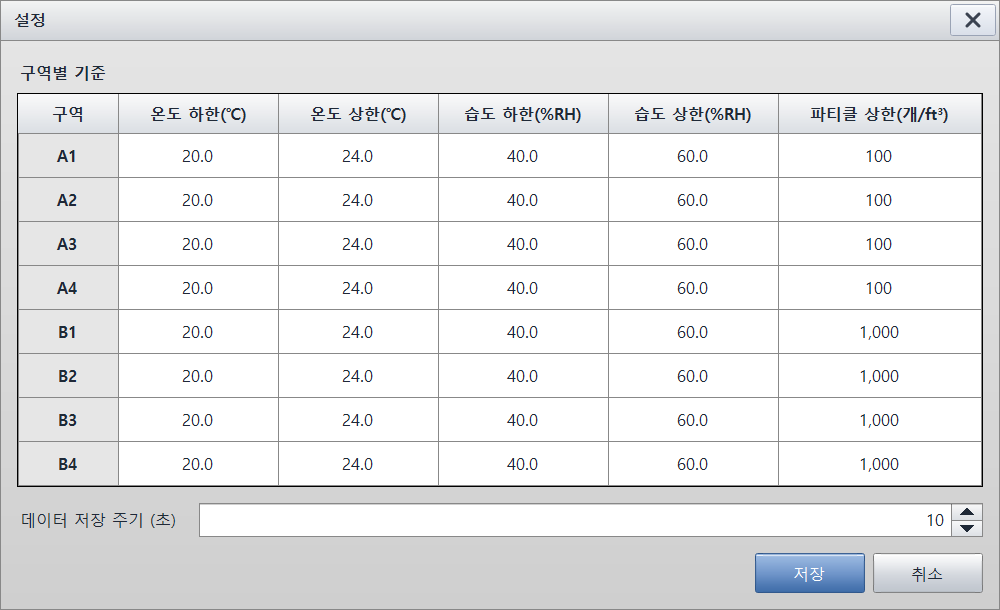 설정
구역별 기준
구역 온도 하한(℃) 온도 상한(℃) 습도 하한(%RH) 습도 상한(%RH) 파티클 상한(개/ft³)
A1 20.0 24.0 40.0 60.0 100
A2 20.0 24.0 40.0 60.0 100
A3 20.0 24.0 40.0 60.0 100
A4 20.0 24.0 40.0 60.0 100
B1 20.0 24.0 40.0 60.0 1,000
B2 20.0 24.0 40.0 60.0 1,000
B3 20.0 24.0 40.0 60.0 1,000
B4 20.0 24.0 40.0 60.0 1,000
데이터 저장 주기 (초) 10
저장 취소